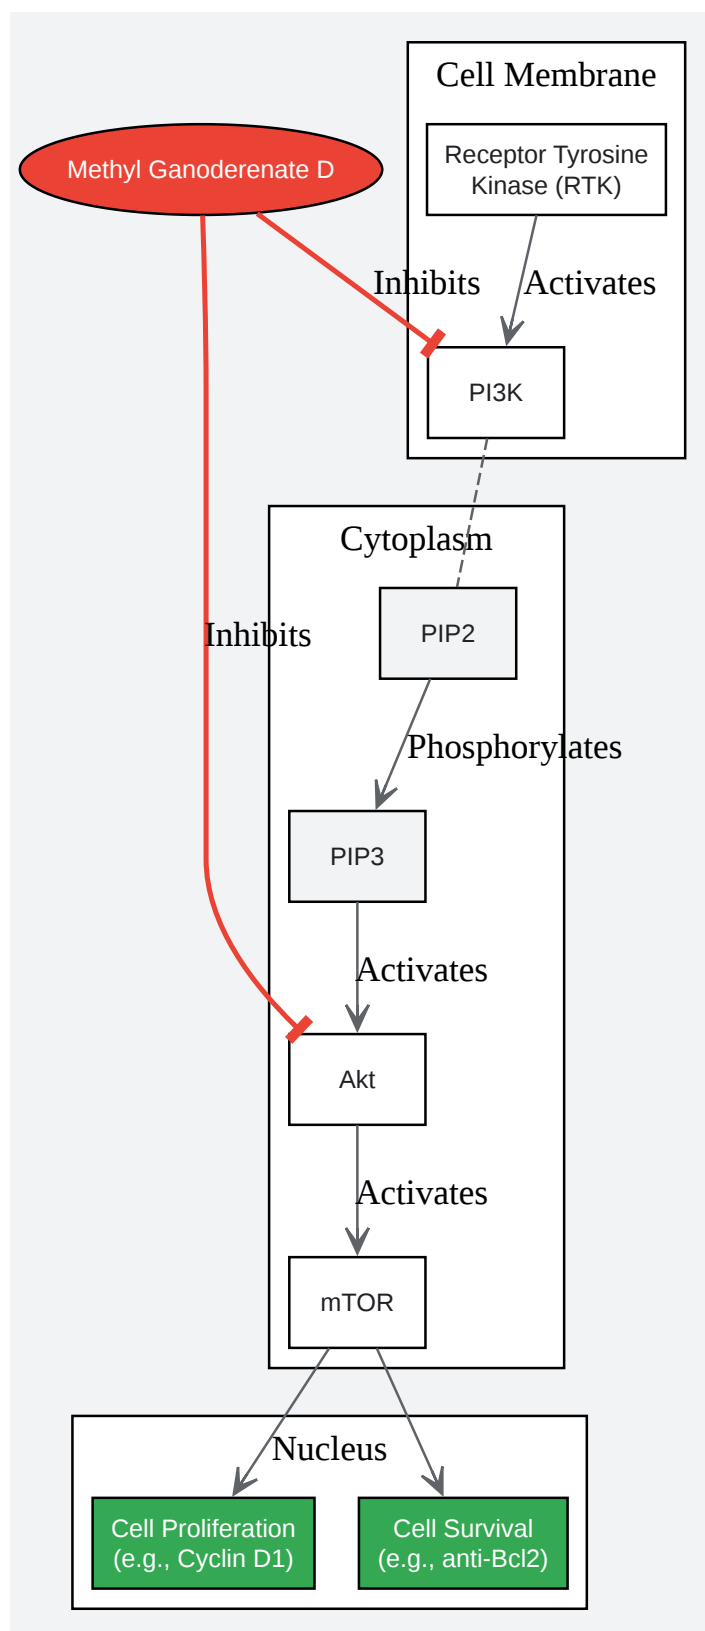 Cell Membrane
Methyl Ganoderenate D
Receptor Tyrosine
Kinase (RTK)
Inhibits
Activates
PI3K
Cytoplasm
PIP2
Inhibits
Phosphorylates
PIP3
Activates
Akt
Activates
mTOR
Nucleus
Cell Proliferation
(e.g., Cyclin D1)
Cell Survival
(e.g., anti-Bcl2)